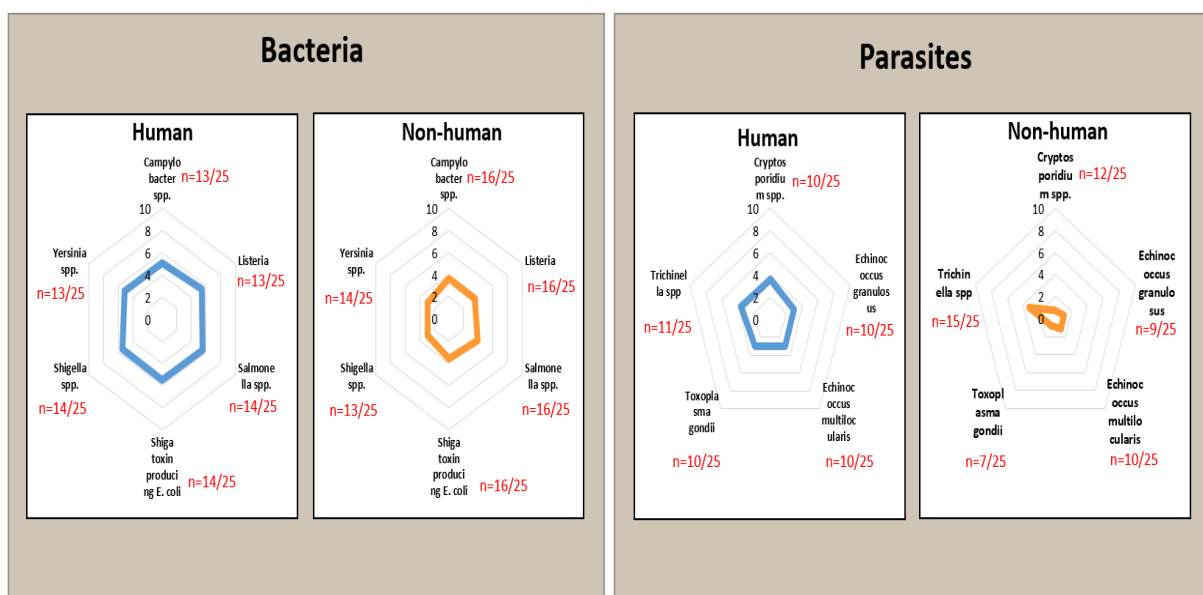 Bacteria
Human
Campylo
bacter
spp.
n=13/25
10
8
6
4
2
0
Listeria
n=13/25
Salmone
lla spp.
n=14/25
Shiga
toxin
produci
ng E. coli
n=14/25
Shigella
spp.
n=14/25
Yersinia
spp.
n=13/25
Non-human
Campylo
bacter
spp.
n=16/25
10
8
6
4
2
0
Listeria
n=16/25
Salmone
lla spp.
n=16/25
Shiga
toxin
produci
ng E. coli
n=16/25
Shigella
spp.
n=13/25
Yersinia
spp.
n=14/25
Parasites
Human
Cryptos
poridiu
m spp.
n=10/25
10
8
6
4
2
0
Echinoc
occus
granulos
us
n=10/25
Echinoc
occus
multiloc
ularis
n=10/25
Toxopla
sma
gondii
n=10/25
Trichinel
la spp
n=11/25
Non-human
Cryptos
poridiu
m spp.
n=12/25
10
8
6
4
2
0
Echinoc
occus
granulo
sus
n=9/25
Echinoc
occus
multilo
cularis
n=10/25
Toxopl
asma
gondii
n=7/25
Trichin
ella spp
n=15/25